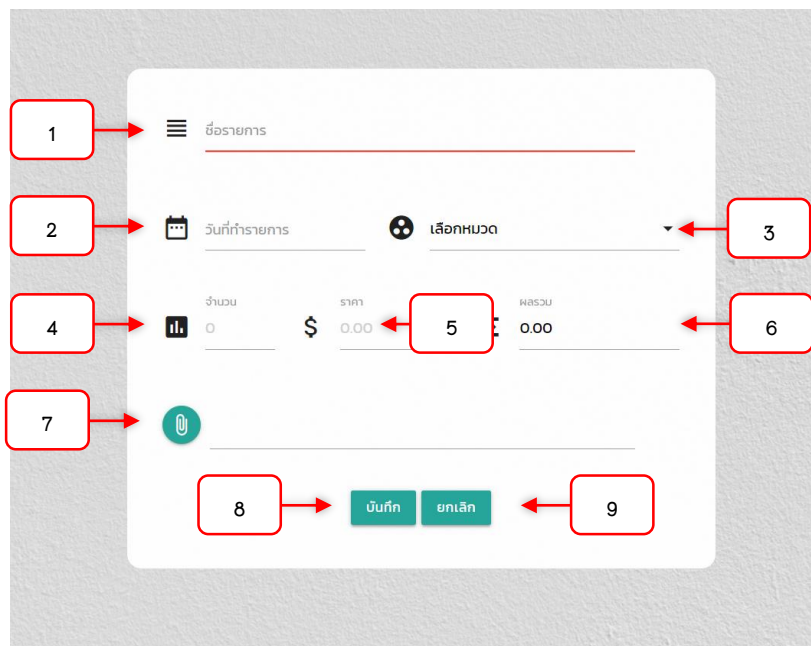 1
ชื่อรายการ
2
วันที่ทำรายการ
เลือกหมวด
3
จำนวน
ราคา
ผลรวม
4
0
$
0.00
5
0.00
6
7
8
บันทึก
ยกเลิก
9